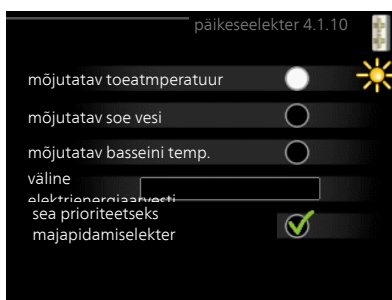 päikeseelekter 4.1.10
mõjutatav toeatmperatuur
mõjutatav soe vesi
mõjutatav basseini temp.
väline
elektrienergiaarvesti
sea prioriteetseks
majapidamiselekter